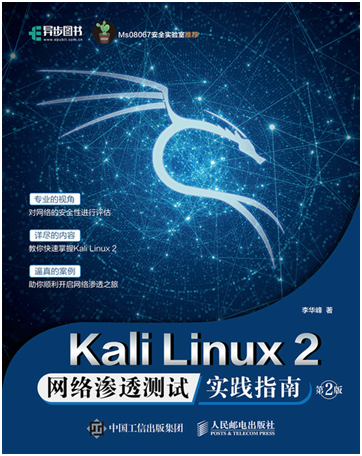 异步图书
www.epubit.com.cn
Ms08067安全实验室推荐
专业的视角
对网络的安全性进行评估
详尽的内容
教你快速掌握Kali Linux 2
逼真的案例
助你顺利开启网络渗透之旅
李华峰 著
Kali Linux 2
网络渗透测试 实践指南 第2版
中国工信出版集团 人民邮电出版社
POSTS & TELECOM PRESS